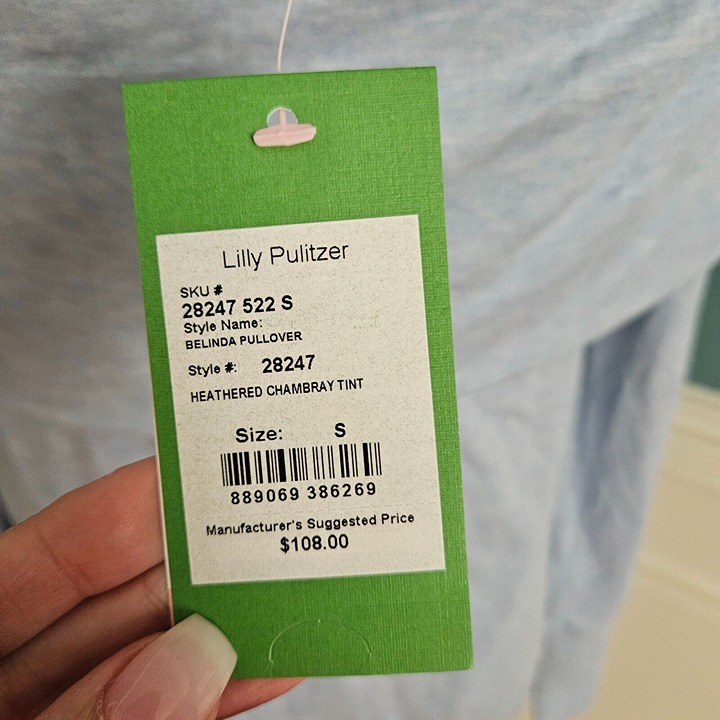 Lilly Pulitzer
SKU #
28247 522 S
Style Name:
BELINDA PULLOVER
Style #: 28247
HEATHERED CHAMBRAY TINT
Size: S
889069 386269
Manufacturer's Suggested Price
$108.00